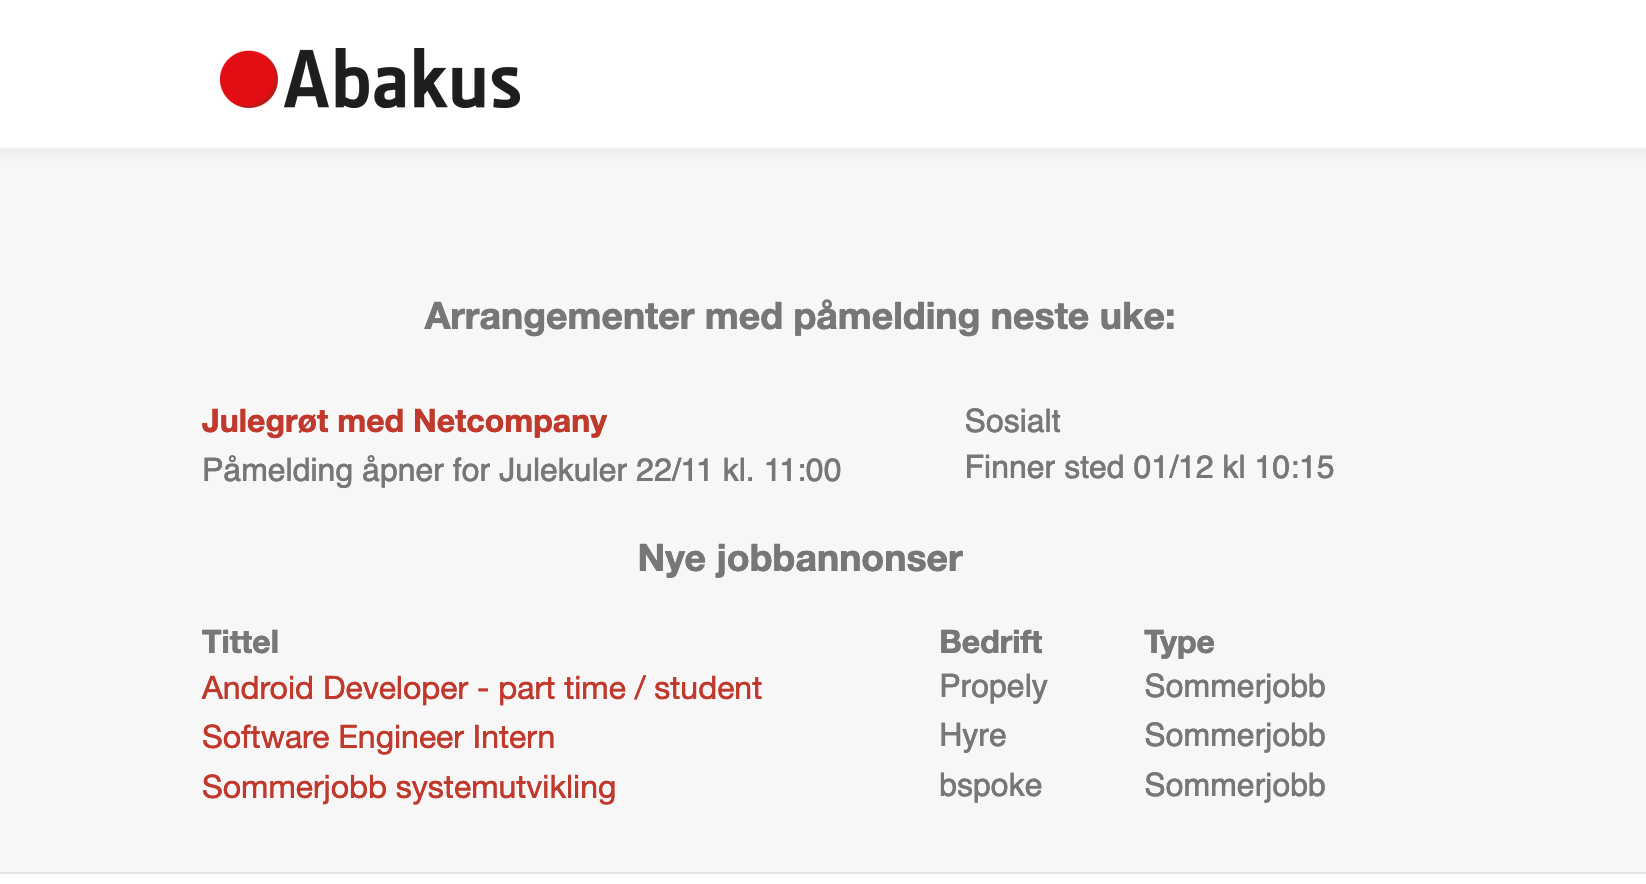 Abakus
Arrangementer med påmelding neste uke:
Julegrøt med Netcompany Sosialt
Påmelding åpner for Julekuler 22/11 kl. 11:00 Finner sted 01/12 kl 10:15
Nye jobbannonser
Tittel Bedrift Type
Android Developer - part time / student Propely Sommerjobb
Software Engineer Intern Hyre Sommerjobb
Sommerjobb systemutvikling bspoke Sommerjobb